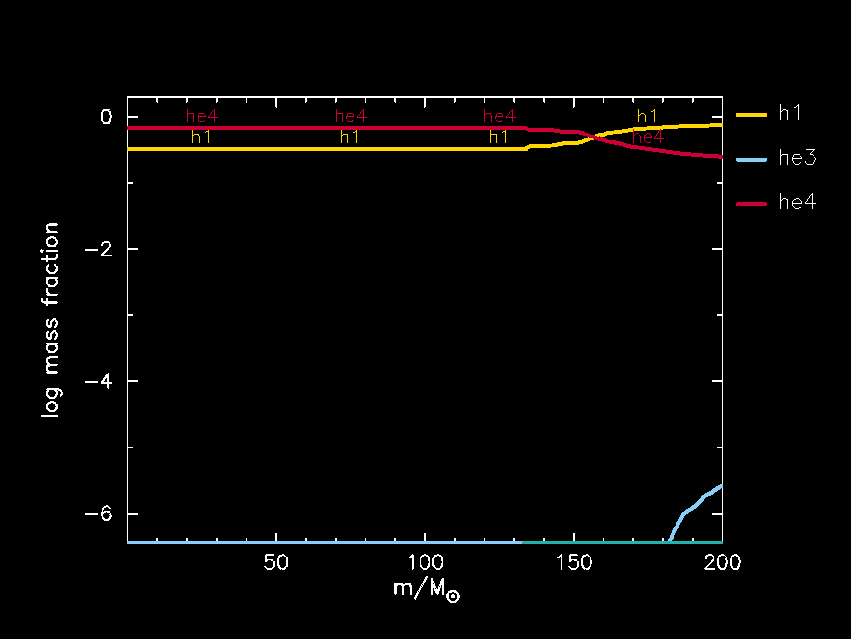 he4 he4 he4 h1
h1 h1 h1 he4
0
−2
−4
−6
log mass fraction
50 100 150 200
m/M⊙
h1
he3
he4